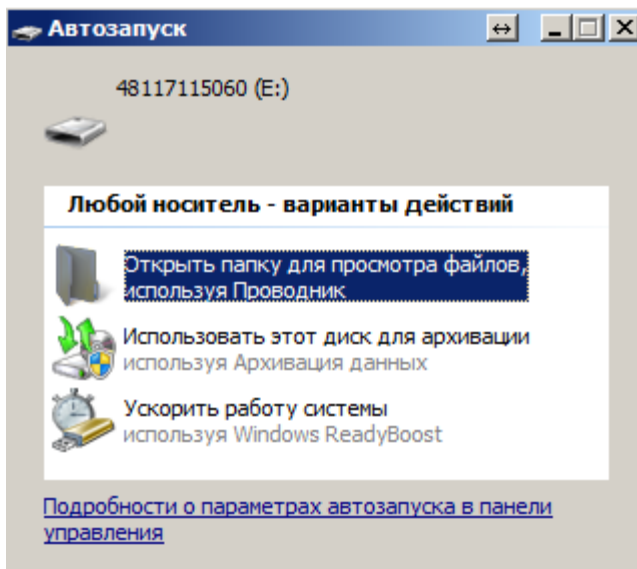 Автозапуск
48117115060 (E:)
Любой носитель - варианты действий
Открыть папку для просмотра файлов,
используя Проводник
Использовать этот диск для архивации
используя Архивация данных
Ускорить работу системы
используя Windows ReadyBoost
Подробности о параметрах автозапуска в панели
управления